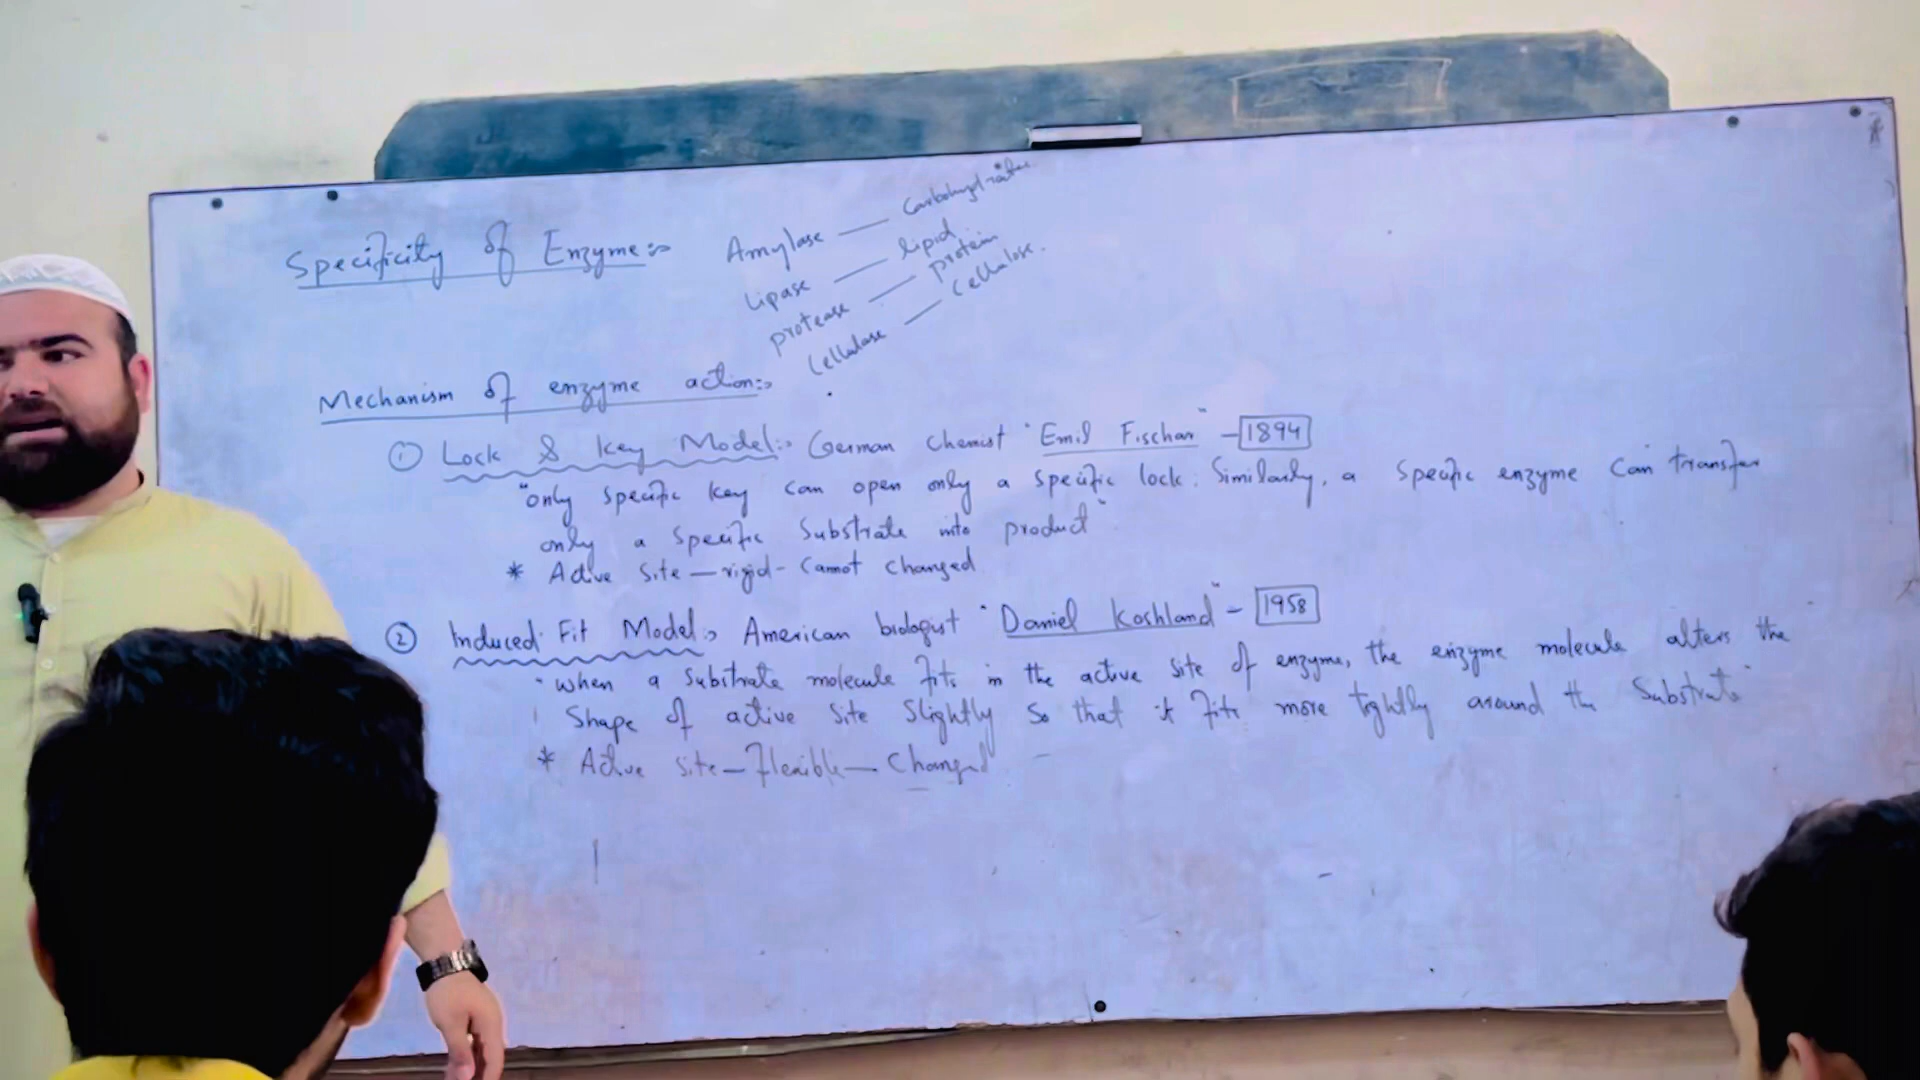 Specificity of Enzyme:-
Amylase — Carbohydrates
Lipase — lipid
protease — protein
Cellulase — Cellulose.
Mechanism of enzyme action:-
① Lock & Key Model:- German Chemist "Emil Fischar" - 1894
"only specific key can open only a specific lock. Similarly, a specific enzyme can transfer
only a specific Substrate into product"
* Active Site — rigid - Cannot Changed
② Induced Fit Model:- American biologist "Daniel Koshland" - 1958
"when a substrate molecule fits in the active site of enzyme, the enzyme molecule alters the
Shape of active site Slightly so that it fits more tightly around the Substrate"
* Active site — Flexible — Changed